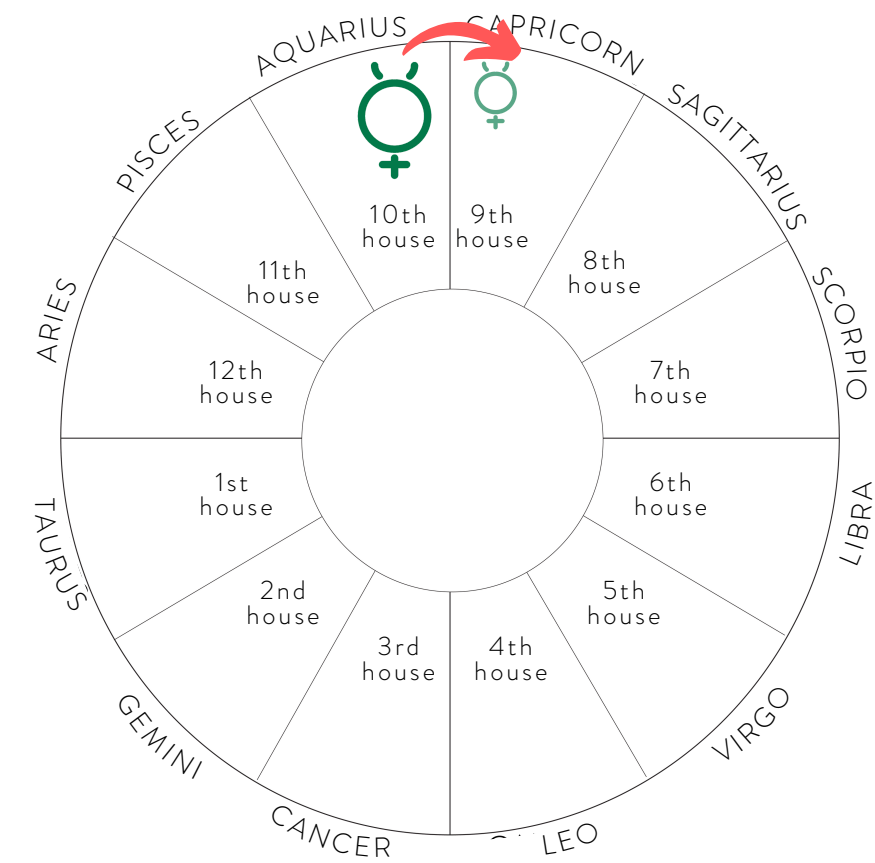 AQUARIUS
CAPRICORN
PISCES
SAGITTARIUS
10th
house
9th
house
11th
house
8th
house
ARIES
SCORPIO
12th
house
7th
house
1st
house
6th
house
TAURUS
LIBRA
2nd
house
5th
house
3rd
house
4th
house
GEMINI
VIRGO
CANCER
LEO